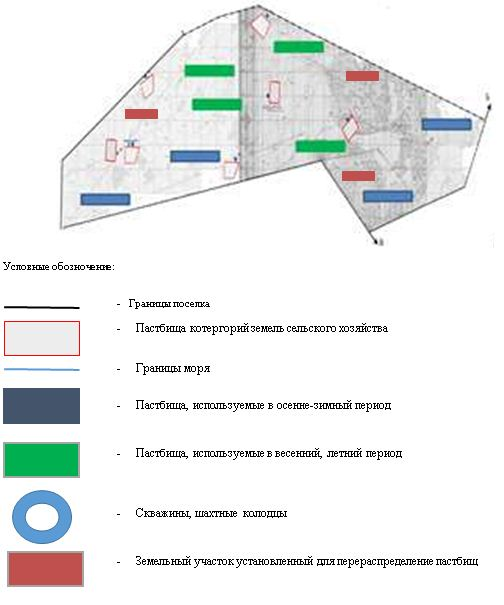 Условные обозначение:
- Границы поселка
- Пастбища котергорий земель сельского хозяйства
- Границы моря
- Пастбища, используемые в осенне-зимный период
- Пастбища, используемые в весенний, летний период
- Скважины, шахтные колодцы
- Земельный участок установленный для перераспределение пастбищ